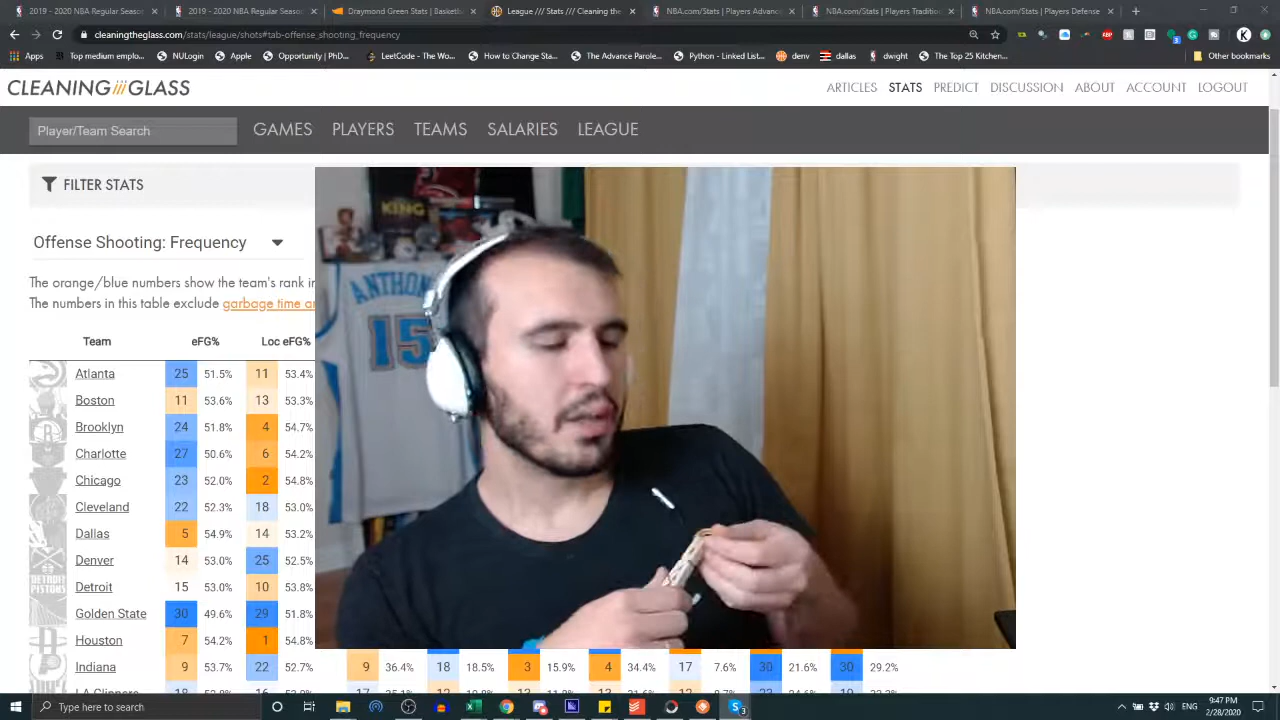 2019 - 2020 NBA Regular Season
2019 - 2020 NBA Regular Seaso
Draymond Green Stats | Basketb
League /// Stats /// Cleaning the
NBA.com/Stats | Players Traditio
NBA.com/Stats | Players Defense
cleaningtheglass.com/stats/league/shots#tab-offense_shooting_frequency
Apps
Opportunity | PhD...
NULogin
Apple
Opportunity | PhD...
LeetCode - The Wo...
How to Change Sta...
The Advance Parole...
Python - Linked List...
denv
dallas
dwight
The Top 25 Kitchen...
Other bookmarks
CLEANING THE GLASS
ARTICLES STATS PREDICT DISCUSSION ABOUT ACCOUNT LOGOUT
Player/Team Search
GAMES PLAYERS TEAMS SALARIES LEAGUE
FILTER STATS
Offense Shooting: Frequency
The orange/blue numbers show the team's rank in
The numbers in this table exclude garbage time an
Team eFG% Loc eFG%
Atlanta 25 51.5% 11 53.4%
Boston 11 53.6% 13 53.3%
Brooklyn 24 51.8% 4 54.7%
Charlotte 27 50.6% 6 54.2%
Chicago 23 52.0% 2 54.8%
Cleveland 22 52.3% 18 53.0%
Dallas 5 54.9% 14 53.2%
Denver 14 53.0% 25 52.5%
Detroit 15 53.0% 10 53.8%
Golden State 30 49.6% 29 51.8%
Houston 7 54.2% 1 54.8%
Indiana 9 53.7% 22 52.7% 9 36.4% 18 18.5% 3 15.9% 4 34.4% 17 7.6% 30 21.6% 30 29.2%
KING
ANTHON
15
Type here to search
ENG
9:47 PM
2/28/2020